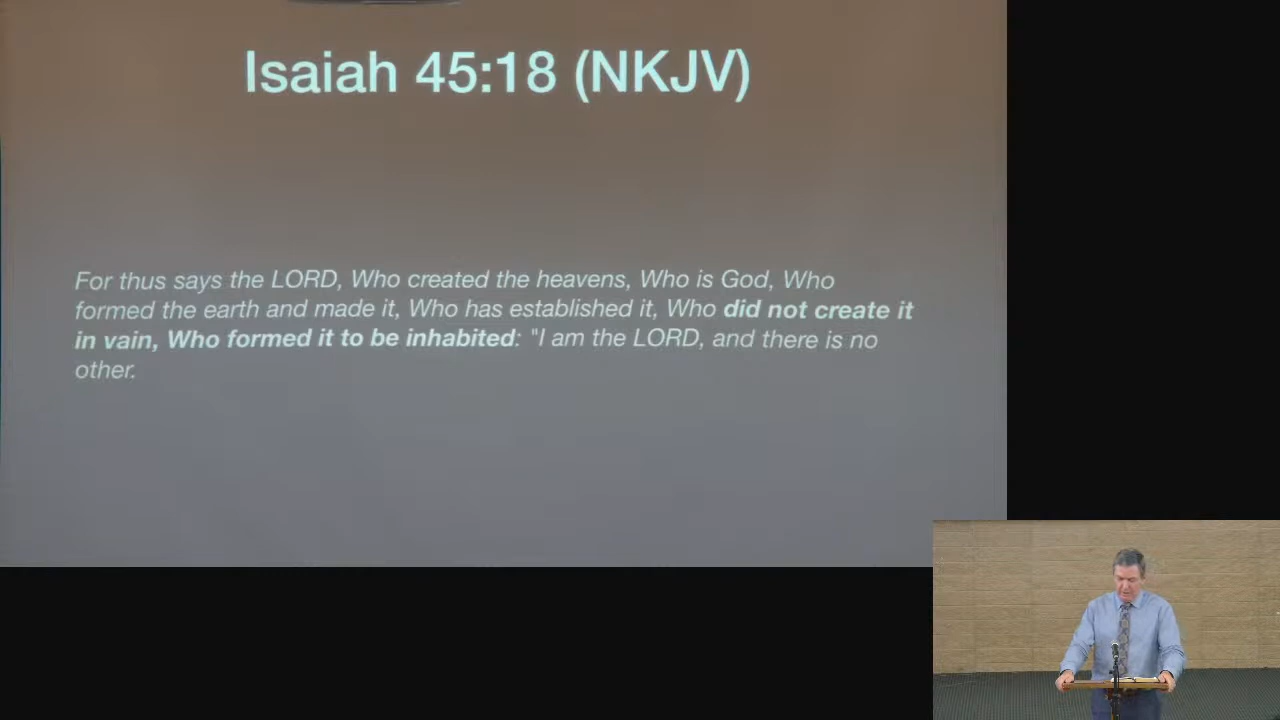 Isaiah 45:18 (NKJV)
For thus says the LORD, Who created the heavens, Who is God, Who
formed the earth and made it, Who has established it, Who did not create it
in vain, Who formed it to be inhabited: "I am the LORD, and there is no
other.